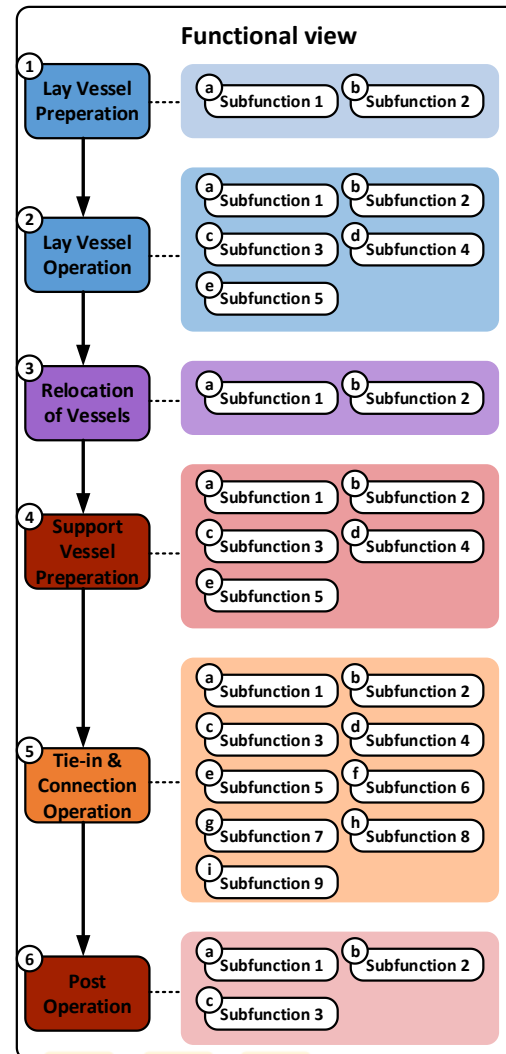 Functional view
1
Lay Vessel
Preperation
a
Subfunction 1
b
Subfunction 2
2
Lay Vessel
Operation
a
Subfunction 1
b
Subfunction 2
c
Subfunction 3
d
Subfunction 4
e
Subfunction 5
3
Relocation
of Vessels
a
Subfunction 1
b
Subfunction 2
4
Support
Vessel
Preperation
a
Subfunction 1
b
Subfunction 2
c
Subfunction 3
d
Subfunction 4
e
Subfunction 5
5
Tie-in &
Connection
Operation
a
Subfunction 1
b
Subfunction 2
c
Subfunction 3
d
Subfunction 4
e
Subfunction 5
f
Subfunction 6
g
Subfunction 7
h
Subfunction 8
i
Subfunction 9
6
Post
Operation
a
Subfunction 1
b
Subfunction 2
c
Subfunction 3